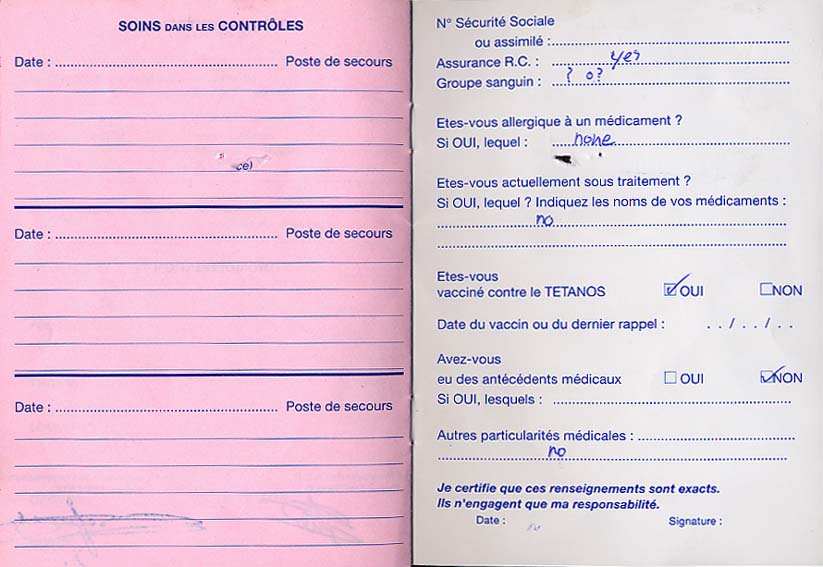 SOINS DANS LES CONTRÔLES
Date : ........................ Poste de secours
ce)
Date : ........................ Poste de secours
Date : ........................ Poste de secours
N° Sécurité Sociale
ou assimilé : ........................
Assurance R.C. : yes
Groupe sanguin : ? o?
Etes-vous allergique à un médicament ?
Si OUI, lequel : none
Etes-vous actuellement sous traitement ?
Si OUI, lequel ? Indiquez les noms de vos médicaments :
no
Etes-vous
vacciné contre le TETANOS ☑ OUI ☐ NON
Date du vaccin ou du dernier rappel : . . / . . / . .
Avez-vous
eu des antécédents médicaux ☐ OUI ☑ NON
Si OUI, lesquels : ........................
Autres particularités médicales : ........................
no
Je certifie que ces renseignements sont exacts.
Ils n'engagent que ma responsabilité.
Date : Signature :